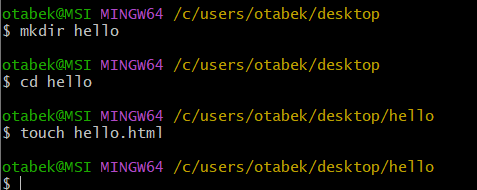 otabek@MSI MINGW64 /c/users/otabek/desktop
$ mkdir hello
otabek@MSI MINGW64 /c/users/otabek/desktop
$ cd hello
otabek@MSI MINGW64 /c/users/otabek/desktop/hello
$ touch hello.html
otabek@MSI MINGW64 /c/users/otabek/desktop/hello
$